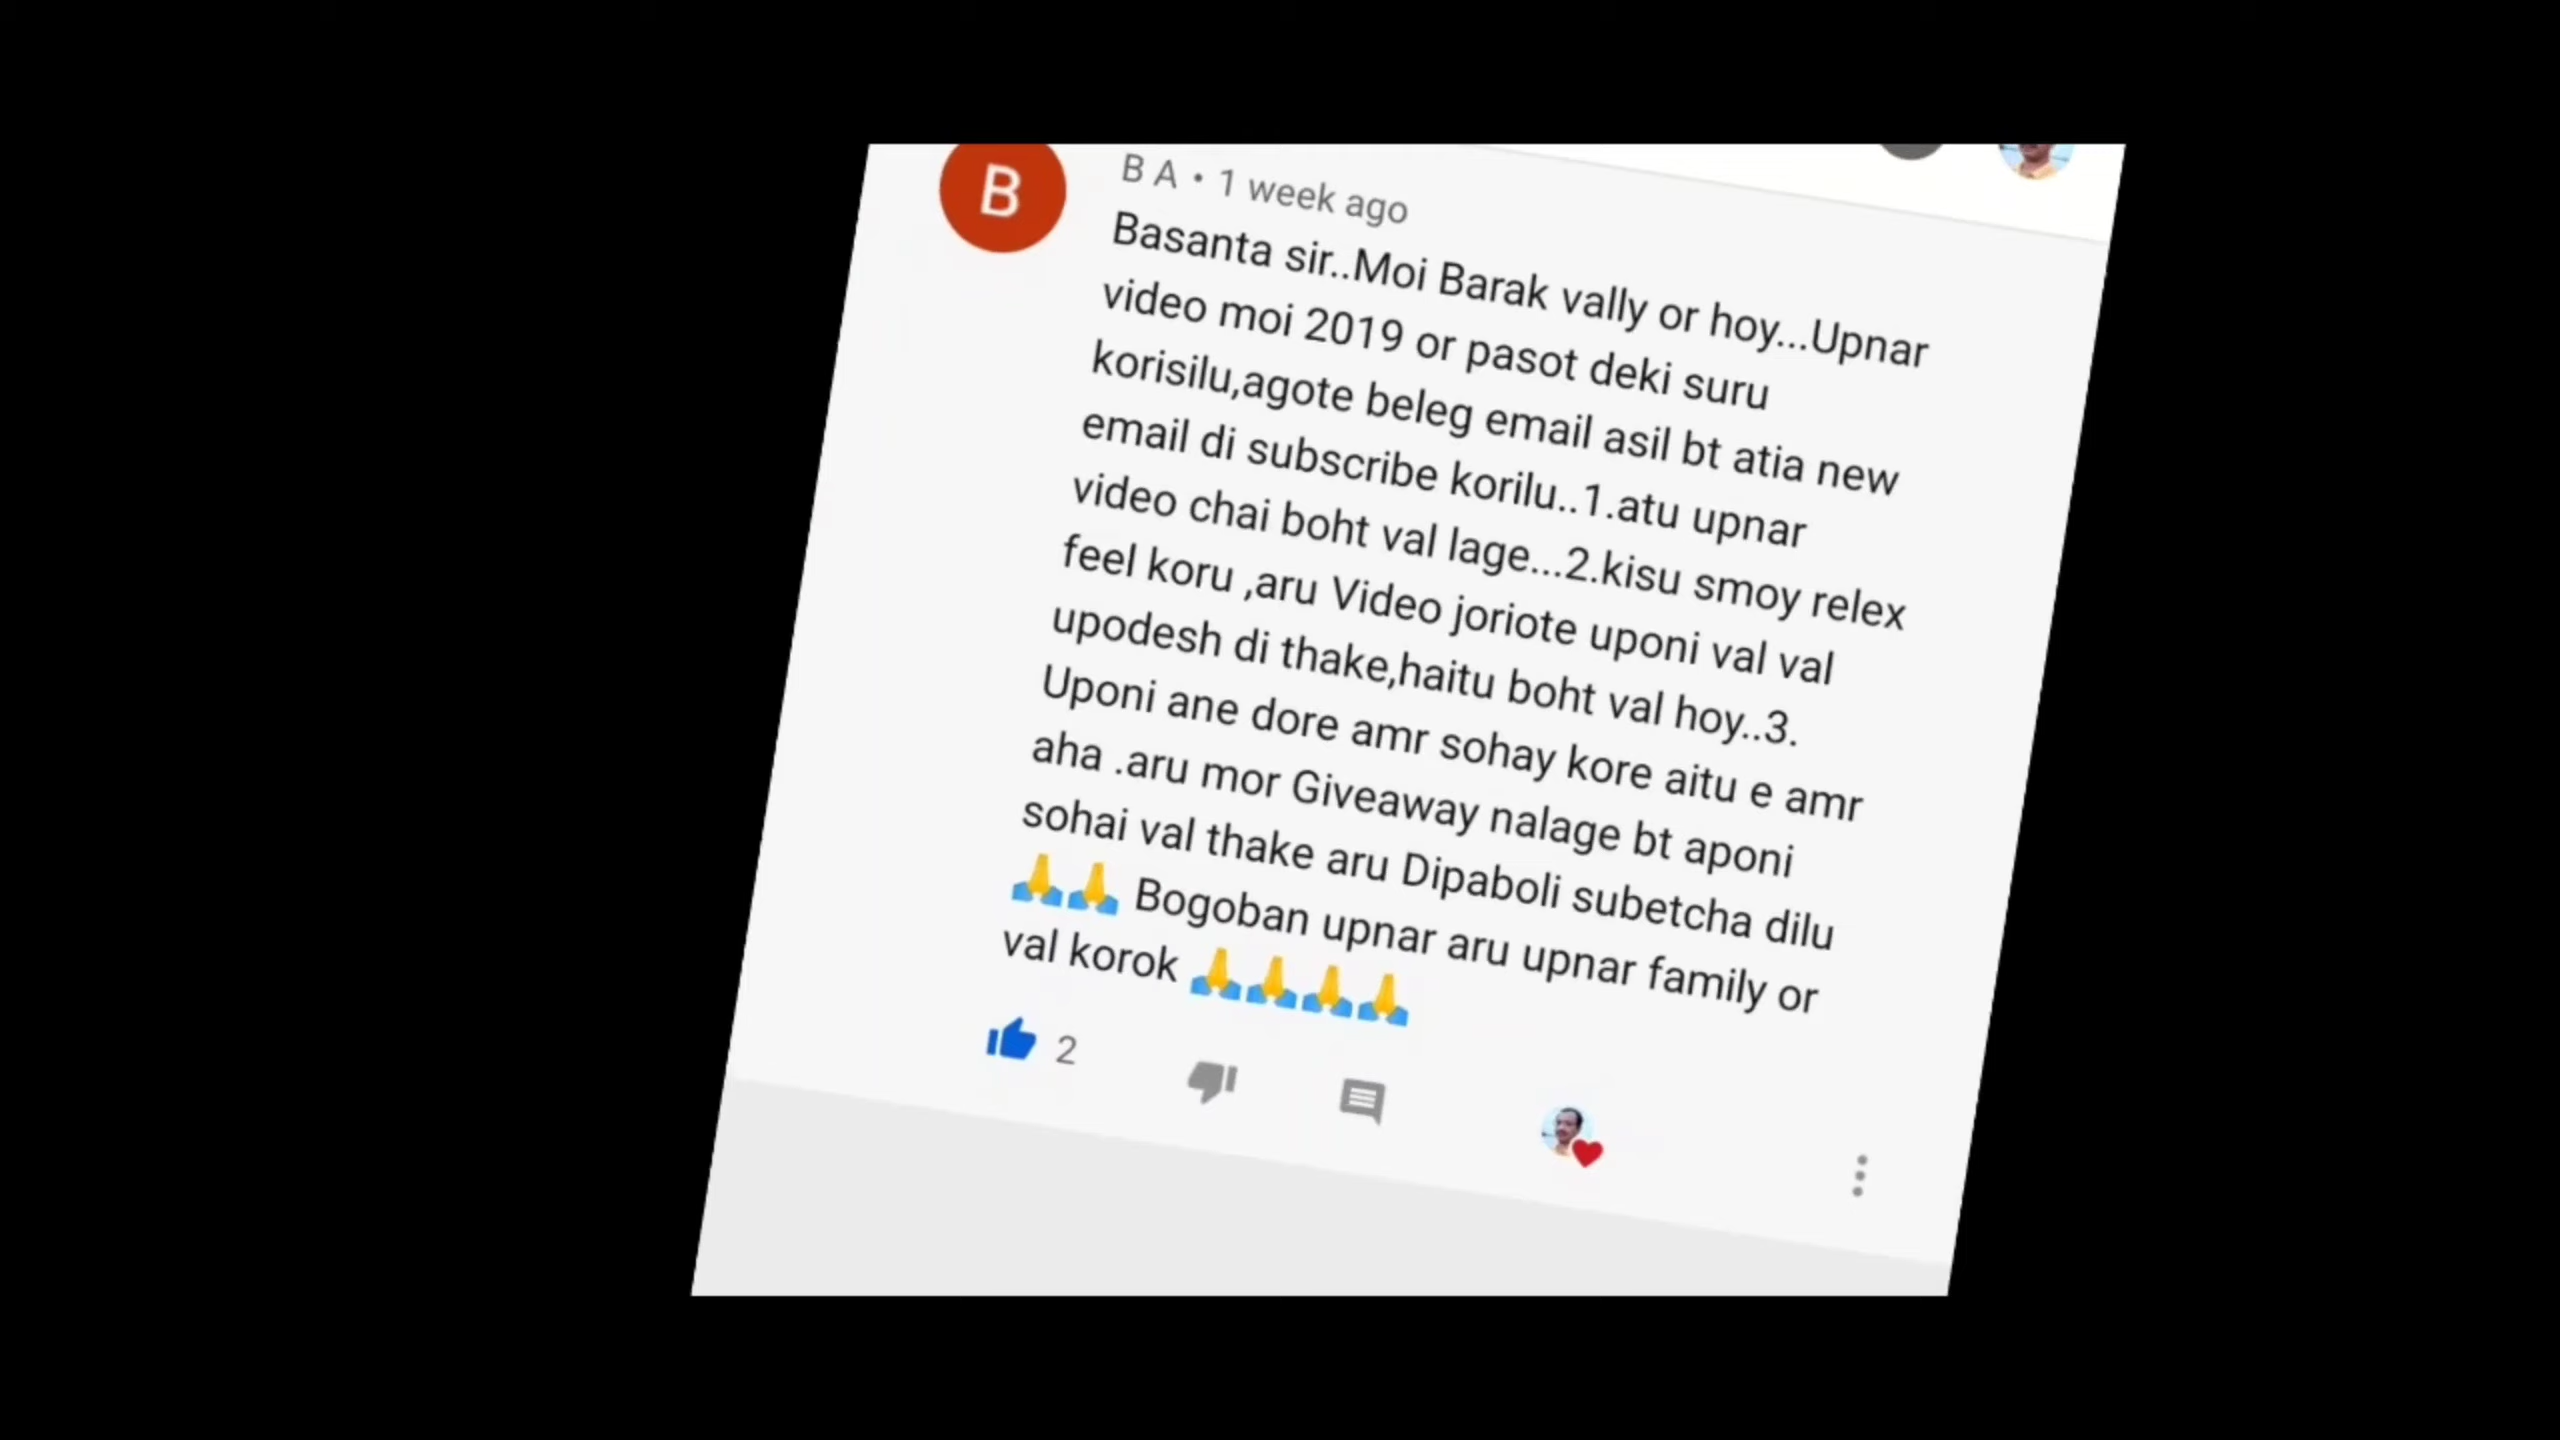 B
B A • 1 week ago
Basanta sir..Moi Barak vally or hoy...Upnar
video moi 2019 or pasot deki suru
korisilu,agote beleg email asil bt atia new
email di subscribe korilu..1.atu upnar
video chai boht val lage...2.kisu smoy relex
feel koru ,aru Video joriote uponi val val
upodesh di thake,haitu boht val hoy..3.
Uponi ane dore amr sohay kore aitu e amr
aha .aru mor Giveaway nalage bt aponi
sohai val thake aru Dipaboli subetcha dilu
🙏🙏 Bogoban upnar aru upnar family or
val korok 🙏🙏🙏🙏
2